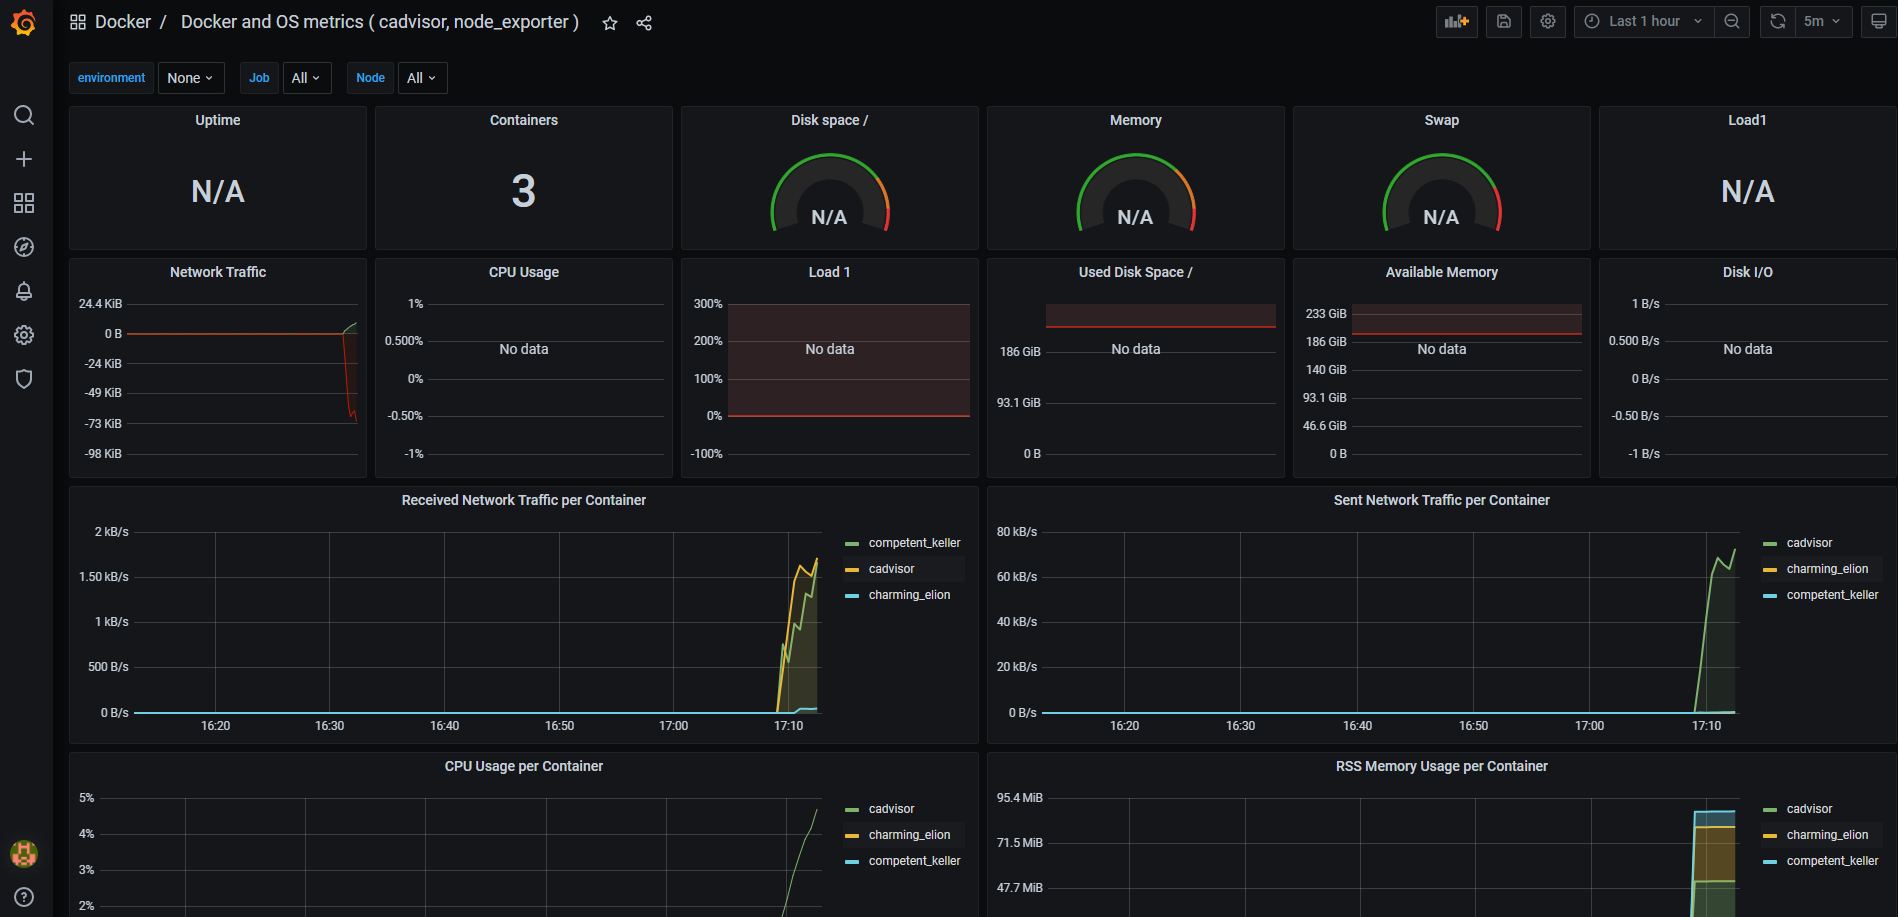 Docker / Docker and OS metrics ( cadvisor, node_exporter )
Last 1 hour
5m
environment None Job All Node All
Uptime
N/A
Containers
3
Disk space /
N/A
Memory
N/A
Swap
N/A
Load1
N/A
Network Traffic
24.4 KiB
0 B
-24 KiB
-49 KiB
-73 KiB
-98 KiB
CPU Usage
1%
0.500%
0%
-0.50%
-1%
No data
Load 1
300%
200%
100%
0%
-100%
No data
Used Disk Space /
186 GiB
93.1 GiB
0 B
No data
Available Memory
233 GiB
186 GiB
140 GiB
93.1 GiB
46.6 GiB
0 B
No data
Disk I/O
1 B/s
0.500 B/s
0 B/s
-0.50 B/s
-1 B/s
No data
Received Network Traffic per Container
2 kB/s
1.50 kB/s
1 kB/s
500 B/s
0 B/s
16:20 16:30 16:40 16:50 17:00 17:10
competent_keller
cadvisor
charming_elion
Sent Network Traffic per Container
80 kB/s
60 kB/s
40 kB/s
20 kB/s
0 B/s
16:20 16:30 16:40 16:50 17:00 17:10
cadvisor
charming_elion
competent_keller
CPU Usage per Container
5%
4%
3%
2%
cadvisor
charming_elion
competent_keller
RSS Memory Usage per Container
95.4 MiB
71.5 MiB
47.7 MiB
cadvisor
charming_elion
competent_keller